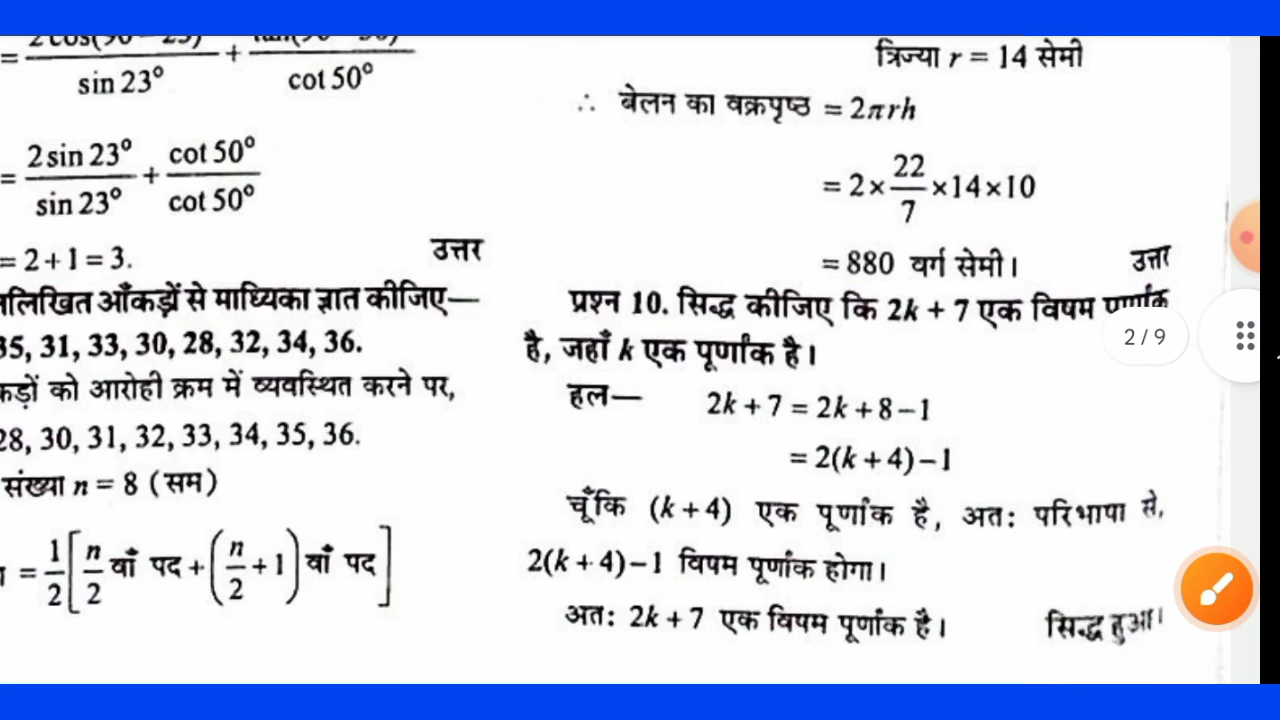 = 2cos(90°−23°)/sin 23° + /cot 50°
= 2 sin 23°/sin 23° + cot 50°/cot 50°
= 2 + 1 = 3. उत्तर
आँकड़ों से माध्यिका ज्ञात कीजिए—
35, 31, 33, 30, 28, 32, 34, 36.
को आरोही क्रम में व्यवस्थित करने पर,
28, 30, 31, 32, 33, 34, 35, 36.
संख्या n = 8 (सम)
= 1/2 [n/2 वाँ पद + (n/2 + 1) वाँ पद]
त्रिज्या r = 14 सेमी
∴ बेलन का वक्रपृष्ठ = 2πrh
= 2 × 22/7 × 14 × 10
= 880 वर्ग सेमी। उत्तर
प्रश्न 10. सिद्ध कीजिए कि 2k + 7 एक विषम पूर्णांक
है, जहाँ k एक पूर्णांक है।
हल— 2k + 7 = 2k + 8 − 1
= 2(k + 4) − 1
चूँकि (k + 4) एक पूर्णांक है, अतः परिभाषा से,
2(k + 4) − 1 विषम पूर्णांक होगा।
अतः 2k + 7 एक विषम पूर्णांक है। सिद्ध हुआ।
2 / 9